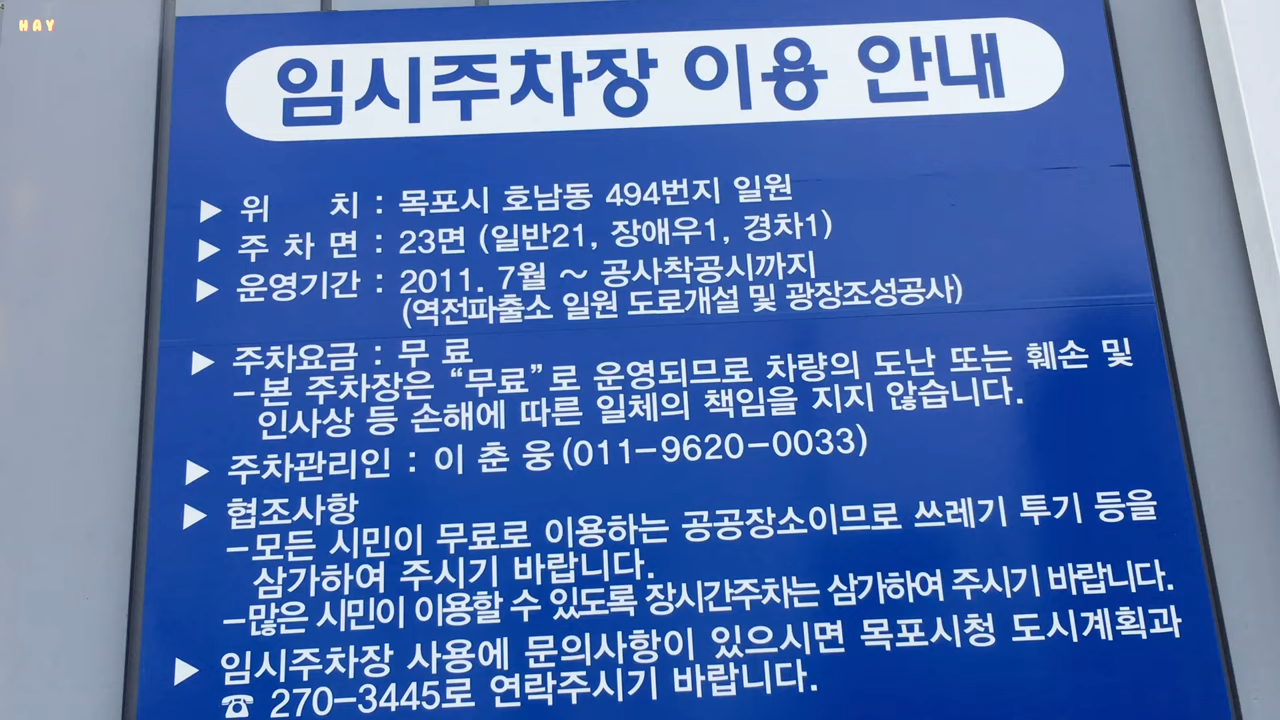 HAY
임시주차장 이용 안내
▶ 위 치 : 목포시 호남동 494번지 일원
▶ 주 차 면 : 23면 (일반21, 장애우1, 경차1)
▶ 운영기간 : 2011. 7월 ～ 공사착공시까지
(역전파출소 일원 도로개설 및 광장조성공사)
▶ 주차요금 : 무 료
-본 주차장은 “무료”로 운영되므로 차량의 도난 또는 훼손 및
인사상 등 손해에 따른 일체의 책임을 지지 않습니다.
▶ 주차관리인 : 이 춘 웅(011-9620-0033)
▶ 협조사항
-모든 시민이 무료로 이용하는 공공장소이므로 쓰레기 투기 등을
삼가하여 주시기 바랍니다.
-많은 시민이 이용할 수 있도록 장시간주차는 삼가하여 주시기 바랍니다.
▶ 임시주차장 사용에 문의사항이 있으시면 목포시청 도시계획과
☎ 270-3445로 연락주시기 바랍니다.